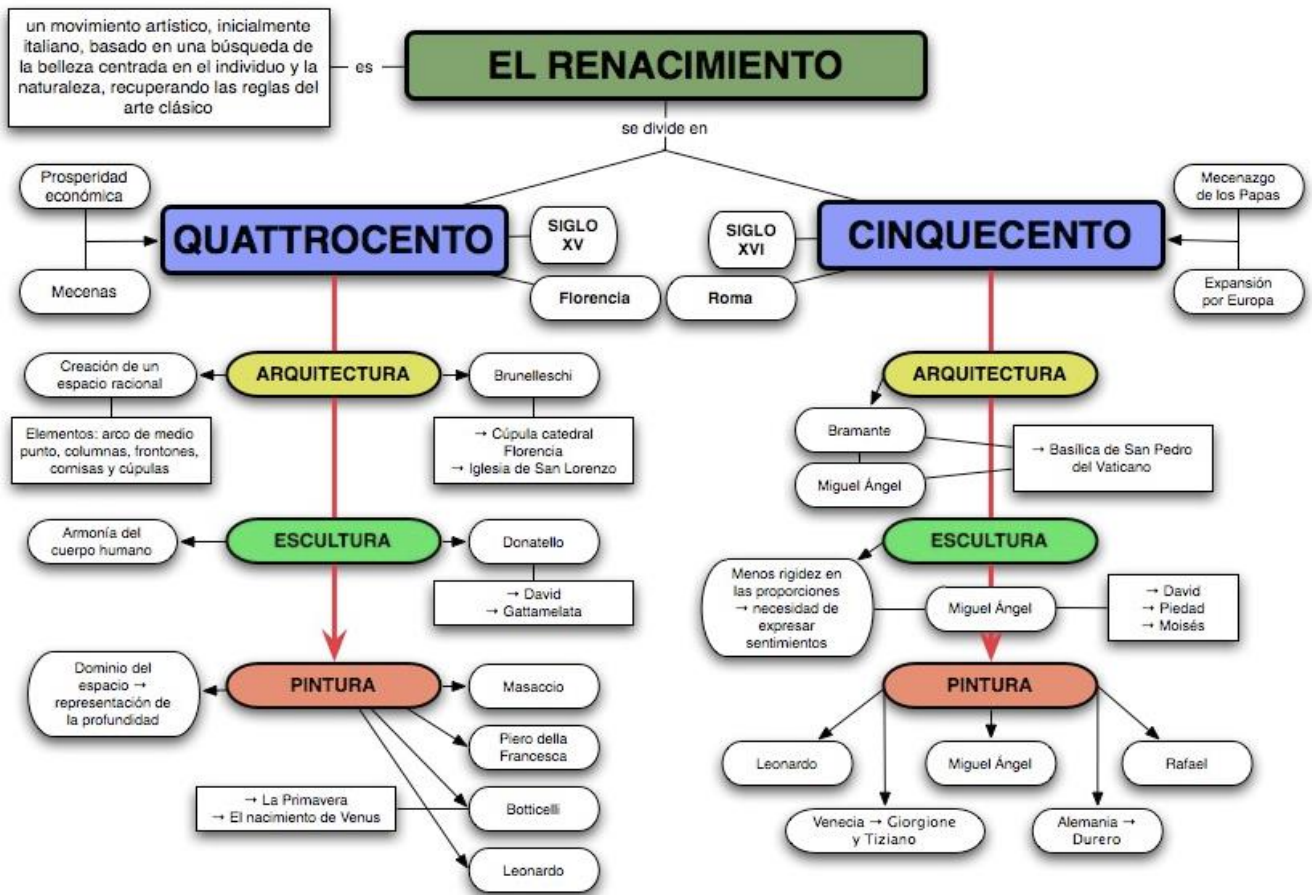 un movimiento artístico, inicialmente
italiano, basado en una búsqueda de
la belleza centrada en el individuo y la
naturaleza, recuperando las reglas del
arte clásico
es
EL RENACIMIENTO
se divide en
Prosperidad
económica
Mecenas
QUATTROCENTO
SIGLO
XV
Florencia
SIGLO
XVI
Roma
CINQUECENTO
Mecenazgo
de los Papas
Expansión
por Europa
Creación de un
espacio racional
Elementos: arco de medio
punto, columnas, frontones,
cornisas y cúpulas
ARQUITECTURA
Brunelleschi
→ Cúpula catedral
Florencia
→ Iglesia de San Lorenzo
Armonía del
cuerpo humano
ESCULTURA
Donatello
→ David
→ Gattamelata
Dominio del
espacio →
representación de
la profundidad
PINTURA
Masaccio
Piero della
Francesca
→ La Primavera
→ El nacimiento de Venus
Botticelli
Leonardo
ARQUITECTURA
Bramante
Miguel Ángel
→ Basílica de San Pedro
del Vaticano
ESCULTURA
Menos rigidez en
las proporciones
→ necesidad de
expresar
sentimientos
Miguel Ángel
→ David
→ Piedad
→ Moisés
PINTURA
Leonardo
Miguel Ángel
Rafael
Venecia → Giorgione
y Tiziano
Alemania →
Durero